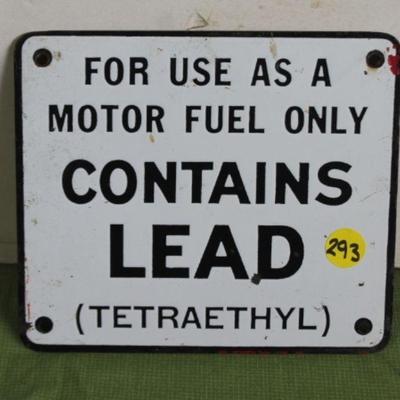 FOR USE AS A
MOTOR FUEL ONLY
CONTAINS
LEAD
293
(TETRAETHYL)